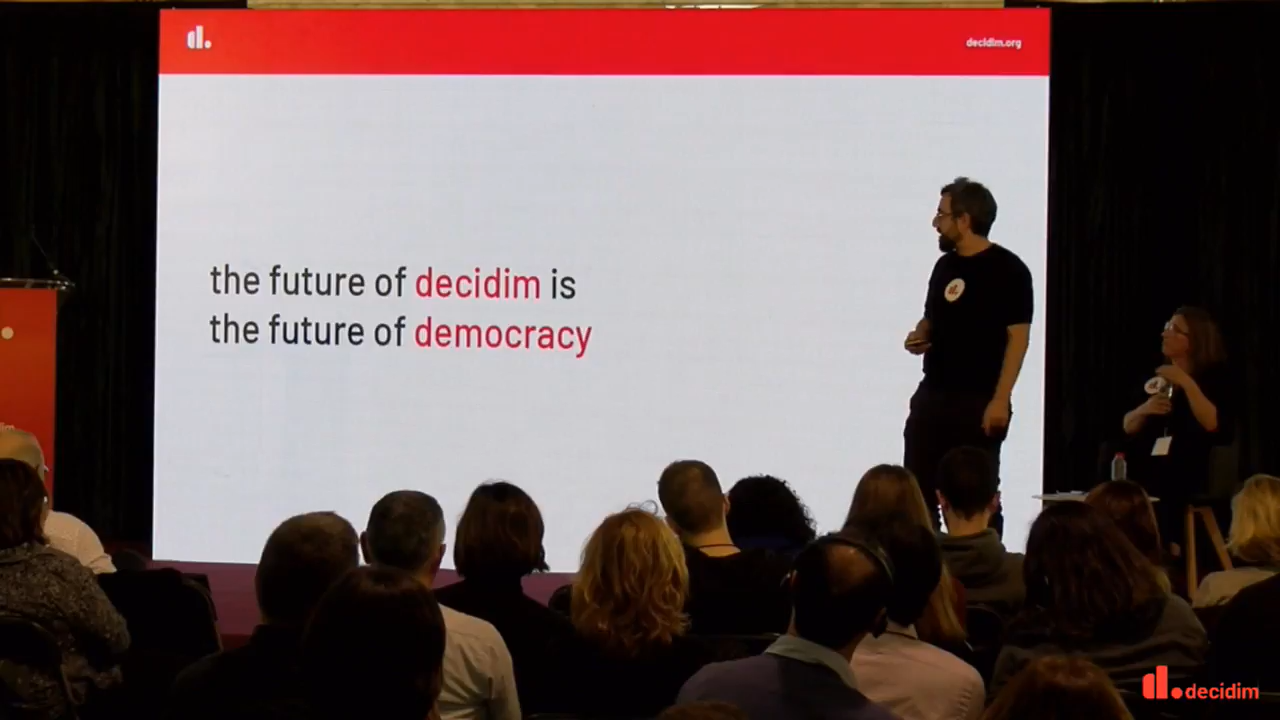 d.
decidim.org
the future of decidim is
the future of democracy
d.decidim